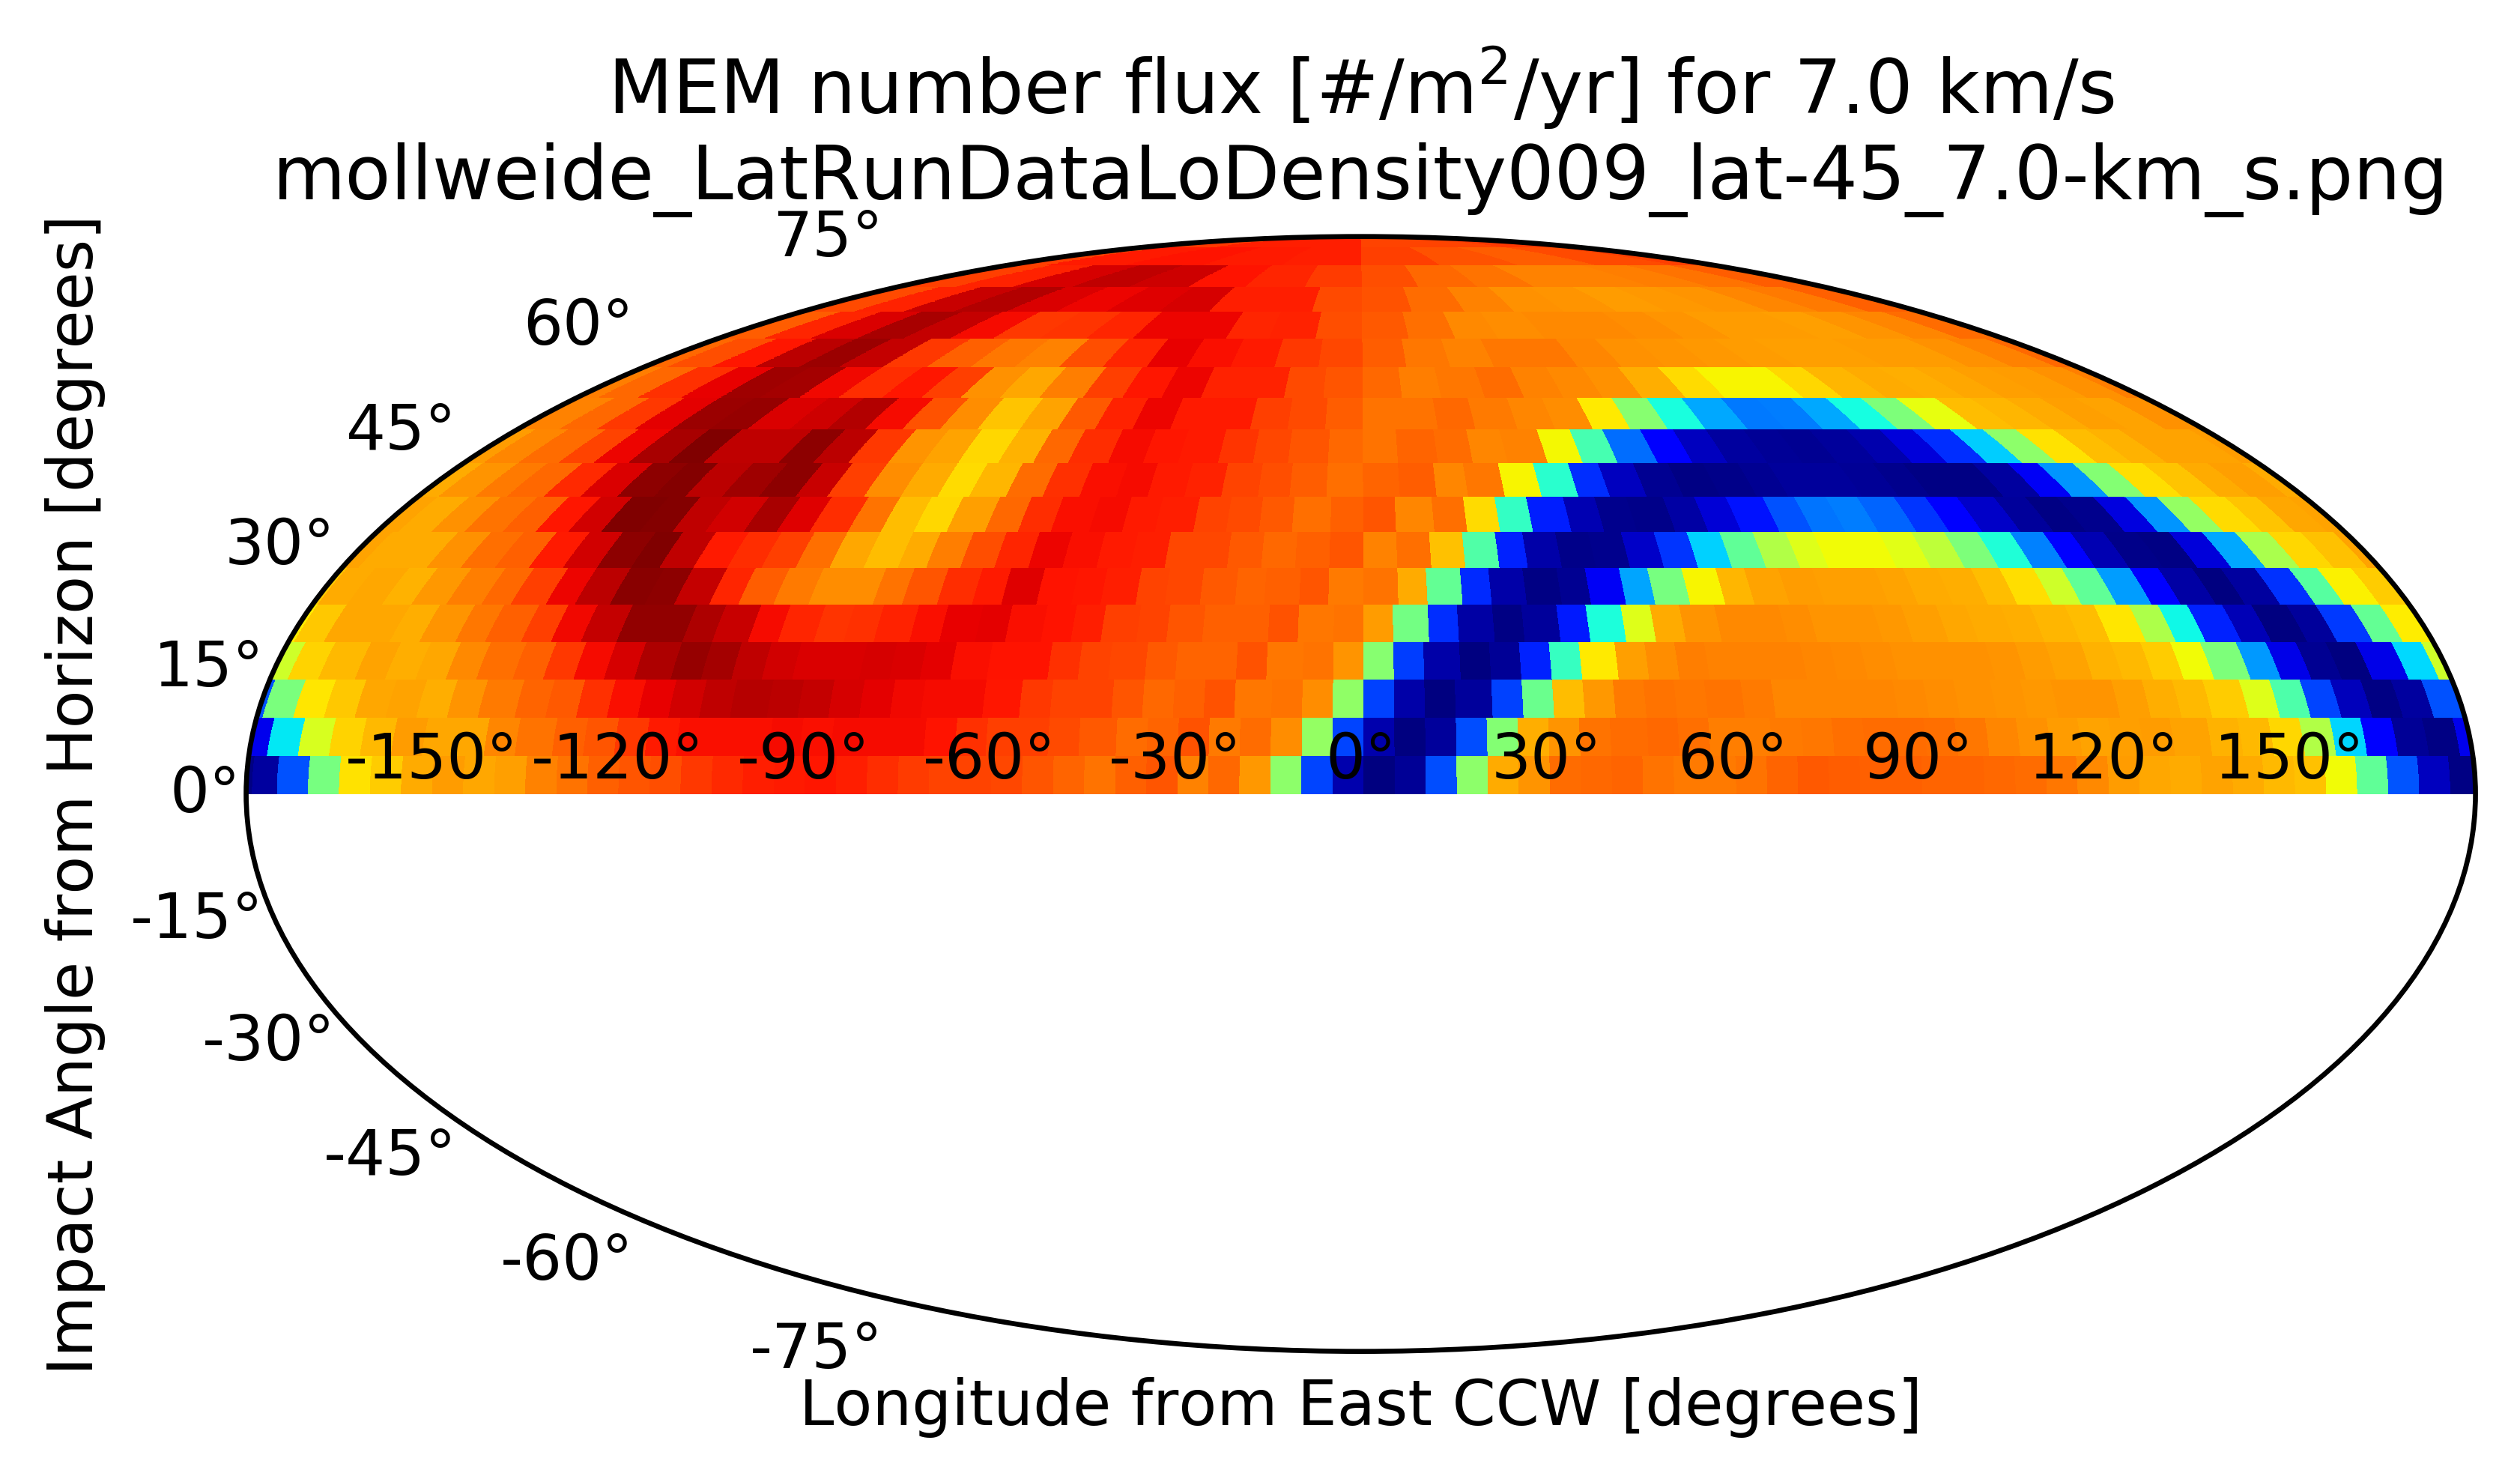 MEM number flux [#/m²/yr] for 7.0 km/s
mollweide_LatRunDataLoDensity009_lat-45_7.0-km_s.png
Impact Angle from Horizon [degrees]
75°
60°
45°
30°
15°
0°
-15°
-30°
-45°
-60°
-75°
-150° -120° -90° -60° -30° 0° 30° 60° 90° 120° 150°
Longitude from East CCW [degrees]